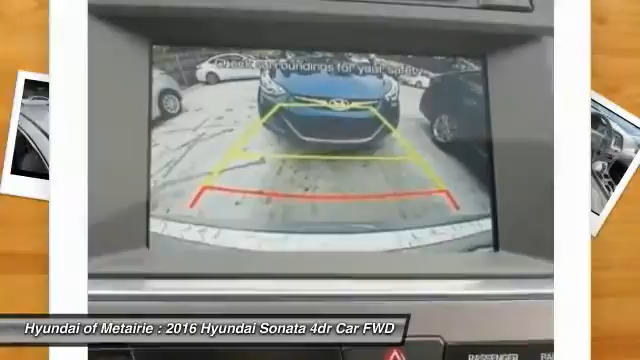 Check surroundings for your safety
Hyundai of Metairie : 2016 Hyundai Sonata 4dr Car FWD
PASSENGER